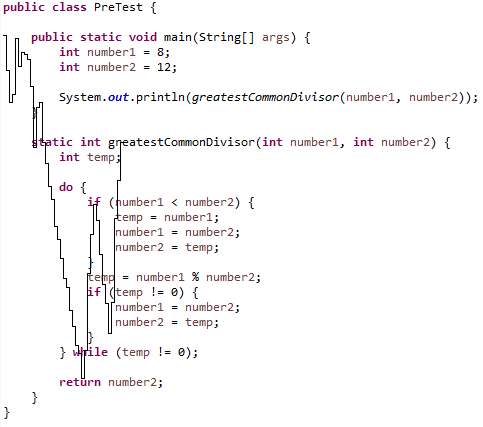 public class PreTest {
public static void main(String[] args) {
int number1 = 8;
int number2 = 12;
System.out.println(greatestCommonDivisor(number1, number2));
}
static int greatestCommonDivisor(int number1, int number2) {
int temp;
do {
if (number1 < number2) {
temp = number1;
number1 = number2;
number2 = temp;
}
temp = number1 % number2;
if (temp != 0) {
number1 = number2;
number2 = temp;
}
} while (temp != 0);
return number2;
}
}